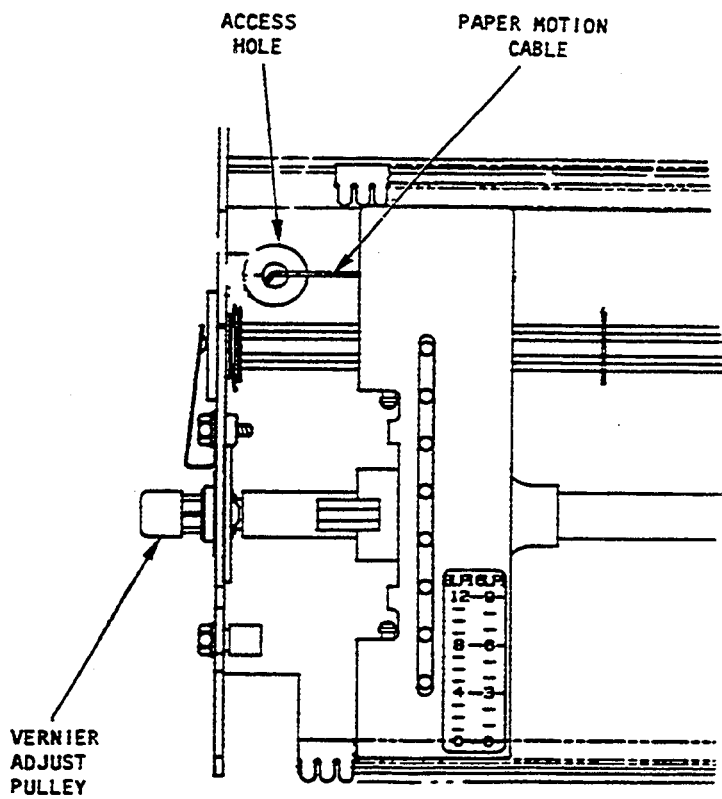 ACCESS
HOLE
PAPER MOTION
CABLE
8LPI 6LPI
12 9
8 6
4 3
0 0
VERNIER
ADJUST
PULLEY